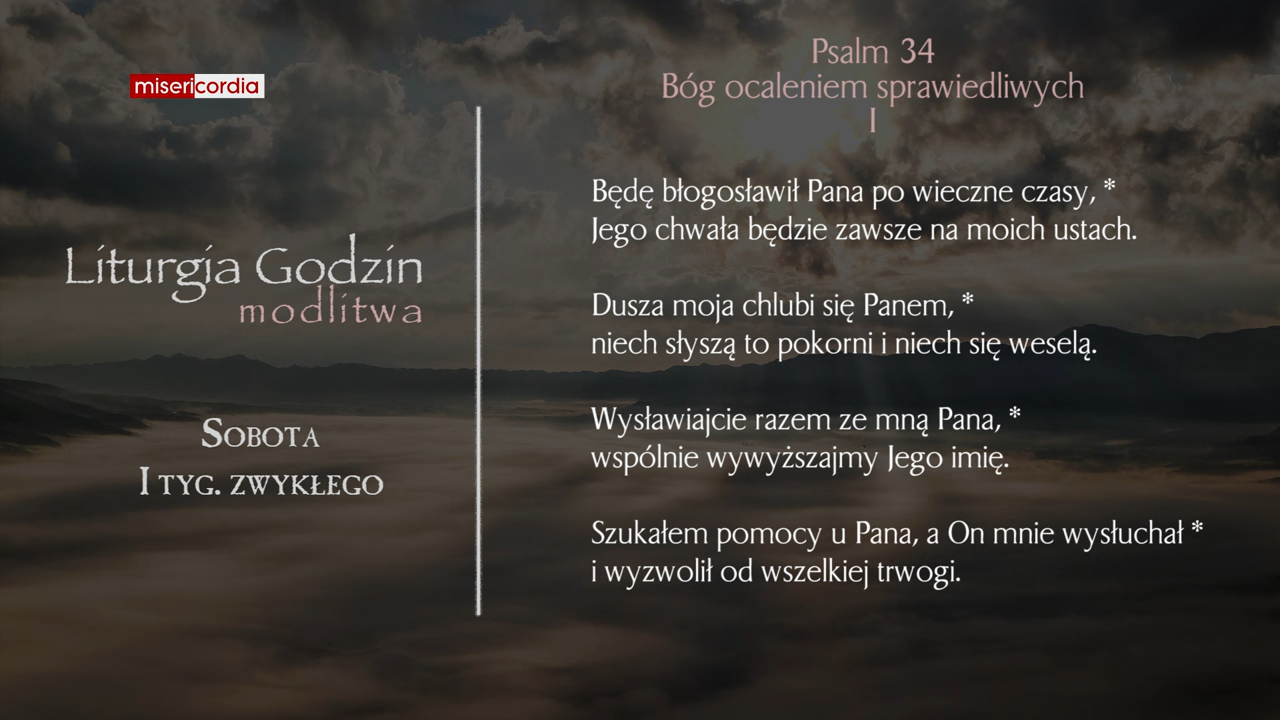 misericordia
Liturgia Godzin
modlitwa
Sobota
I tyg. zwykłego
Psalm 34
Bóg ocaleniem sprawiedliwych
I
Będę błogosławił Pana po wieczne czasy, *
Jego chwała będzie zawsze na moich ustach.
Dusza moja chlubi się Panem, *
niech słyszą to pokorni i niech się weselą.
Wysławiajcie razem ze mną Pana, *
wspólnie wywyższajmy Jego imię.
Szukałem pomocy u Pana, a On mnie wysłuchał *
i wyzwolił od wszelkiej trwogi.